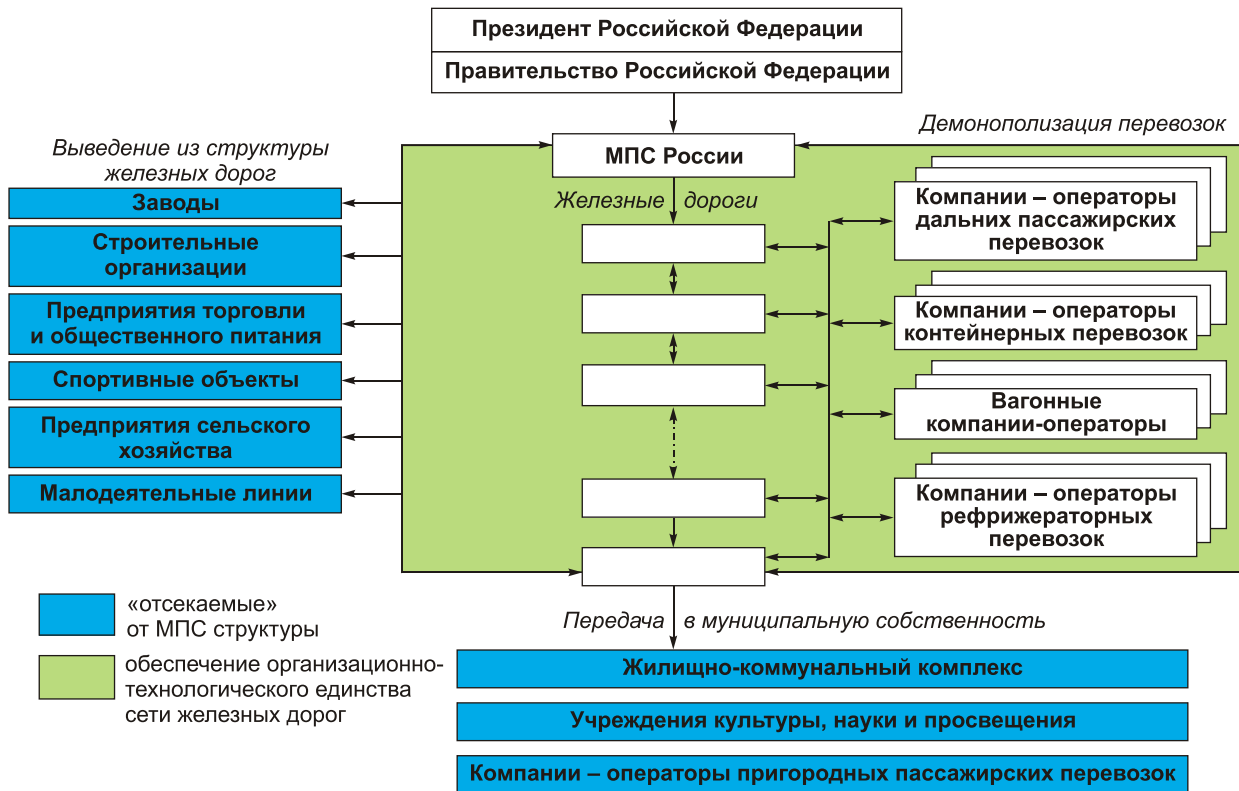 Президент Российской Федерации
Правительство Российской Федерации
Демонополизация перевозок
Выведение из структуры
железных дорог
МПС России
Железные дороги
Заводы
Строительные
организации
Предприятия торговли
и общественного питания
Спортивные объекты
Предприятия сельского
хозяйства
Малодеятельные линии
Компании – операторы
дальних пассажирских
перевозок
Компании – операторы
контейнерных перевозок
Вагонные
компании-операторы
Компании – операторы
рефрижераторных
перевозок
«отсекаемые»
от МПС структуры
обеспечение организационно-
технологического единства
сети железных дорог
Передача в муниципальную собственность
Жилищно-коммунальный комплекс
Учреждения культуры, науки и просвещения
Компании – операторы пригородных пассажирских перевозок